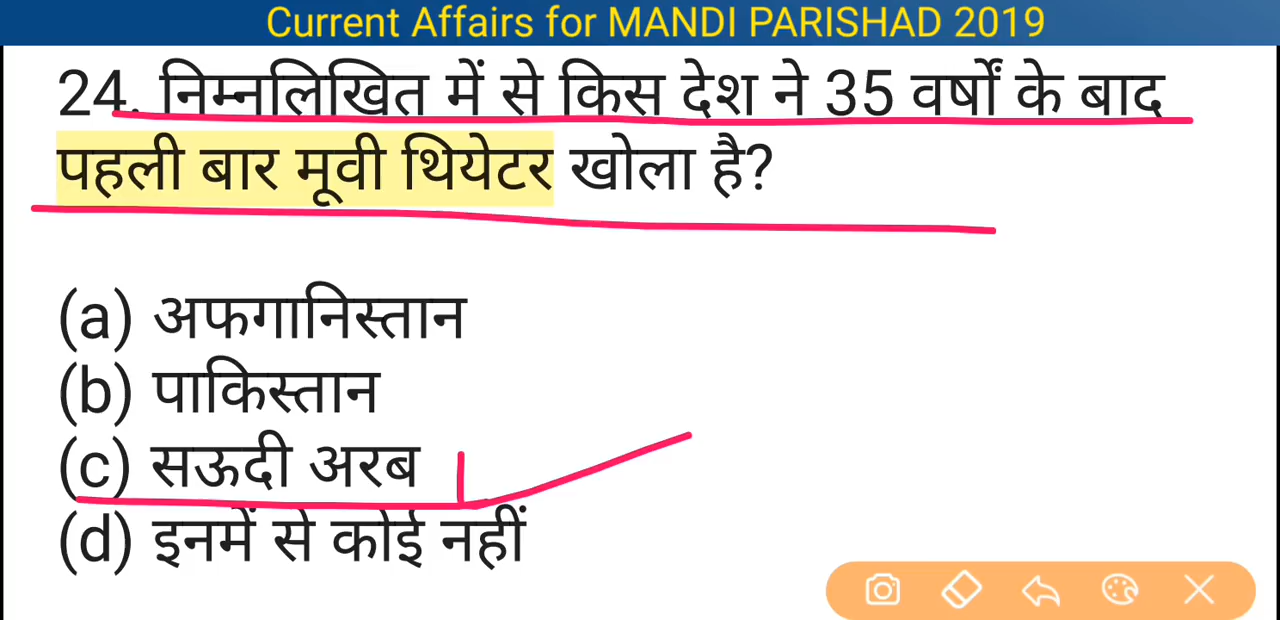 Current Affairs for MANDI PARISHAD 2019
24. निम्नलिखित में से किस देश ने 35 वर्षों के बाद
पहली बार मूवी थियेटर खोला है?
(a) अफगानिस्तान
(b) पाकिस्तान
(c) सऊदी अरब
(d) इनमें से कोई नहीं